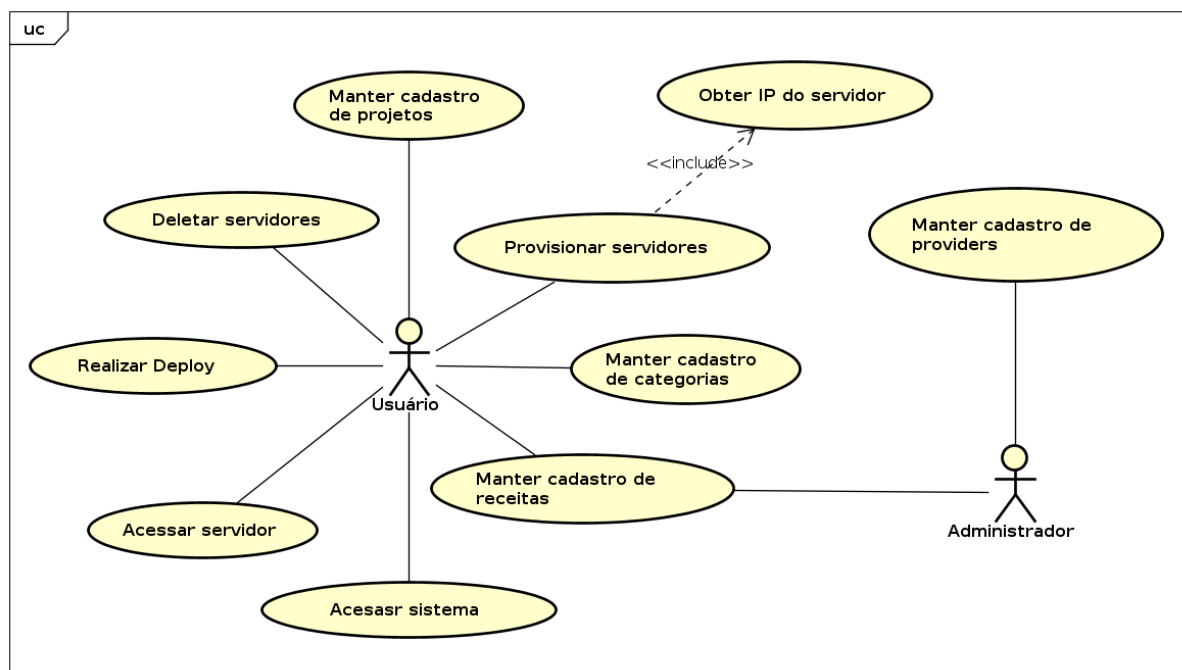 uc
Manter cadastro
de projetos
Obter IP do servidor
<<include>>
Deletar servidores
Provisionar servidores
Manter cadastro de
providers
Realizar Deploy
Manter cadastro
de categorias
Usuário
Manter cadastro de
receitas
Acessar servidor
Administrador
Acesasr sistema